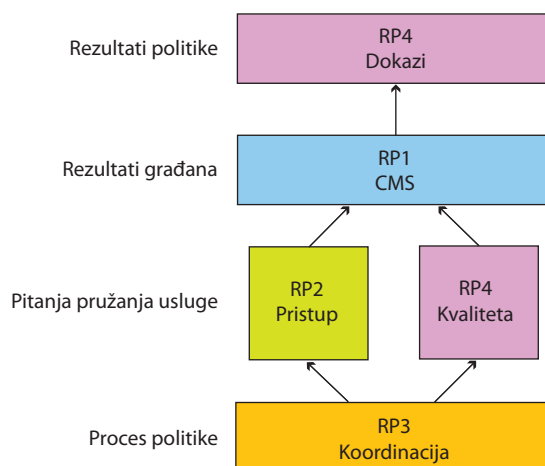 Rezultati politike
RP4
Dokazi
Rezultati građana
RP1
CMS
Pitanja pružanja usluge
RP2
Pristup
RP4
Kvaliteta
Proces politike
RP3
Koordinacija